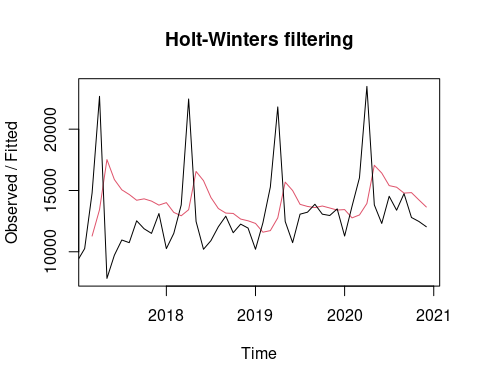 Holt-Winters filtering
Observed / Fitted
20000
15000
10000
2018 2019 2020 2021
Time